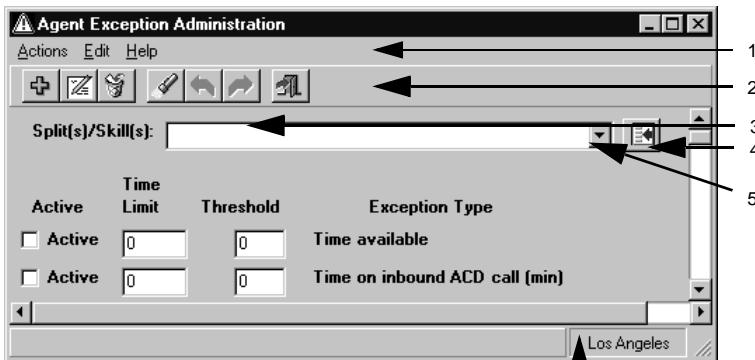 Agent Exception Administration
Actions Edit Help
1
2
Split(s)/Skill(s):
3
4
5
Active Time Limit Threshold Exception Type
Active 0 0 Time available
Active 0 0 Time on inbound ACD call (min)
Los Angeles